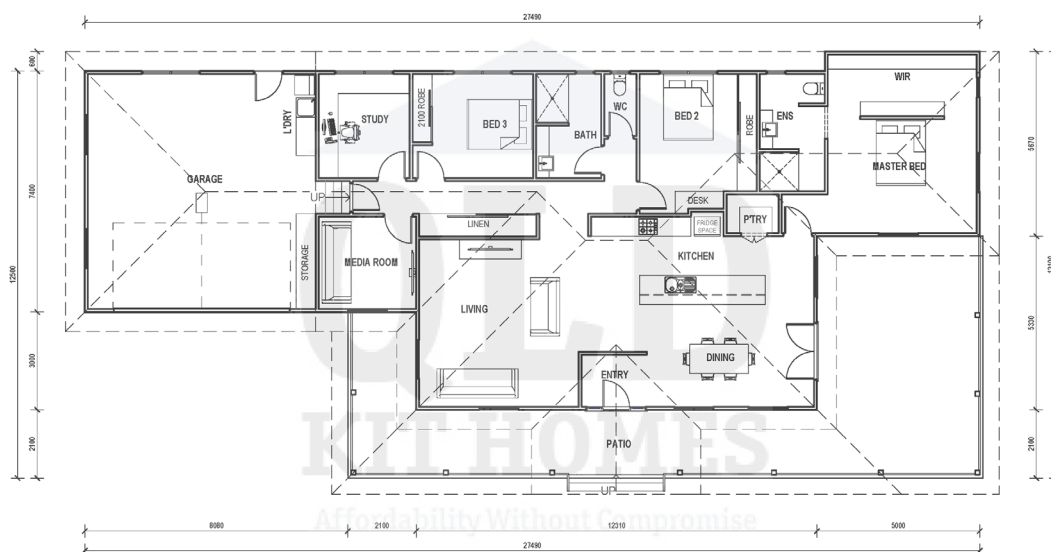 27490
600
7400
12500
3000
2100
5670
5330
2100
GARAGE
L'DRY
STUDY
2100 ROBE
BED 3
BATH
WC
BED 2
ROBE
ENS
WIR
MASTER BED
UP
STORAGE
MEDIA ROOM
LINEN
DESK
FRIDGE
SPACE
P'TRY
KITCHEN
LIVING
DINING
ENTRY
PATIO
UP
QLD
KIT HOMES
Affordability Without Compromise
8080
2100
12310
5000
27490